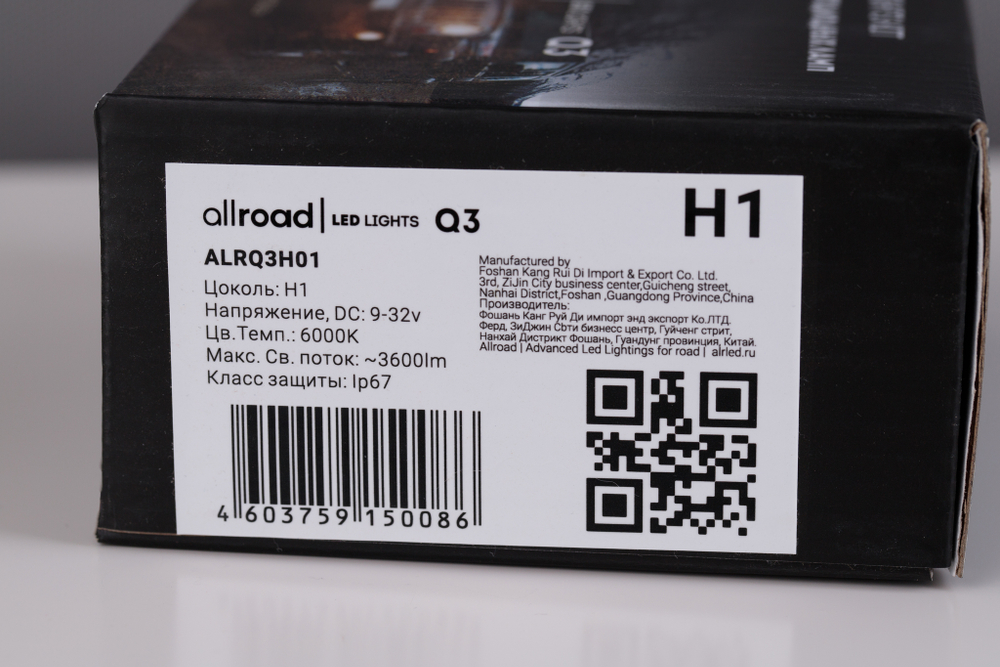 Q3
allroad | LED LIGHTS Q3
H1
ALRQ3H01
Цоколь: H1
Напряжение, DC: 9-32v
Цв.Темп.: 6000K
Макс. Св. поток: ~3600lm
Класс защиты: Ip67
Manufactured by
Foshan Kang Rui Di Import & Export Co. Ltd.
3rd, ZiJin City business center,Guicheng street,
Nanhai District,Foshan ,Guangdong Province,China
Производитель:
Фошань Канг Руй Ди импорт энд экспорт Ко.ЛТД.
Ферд, ЗиДжин Сбти бизнесс центр, Гуйченг стрит,
Нанхай Дистрикт Фошань, Гуандунг провинция, Китай.
Allroad | Advanced Led Lightings for road | alrled.ru
4 603759 150086